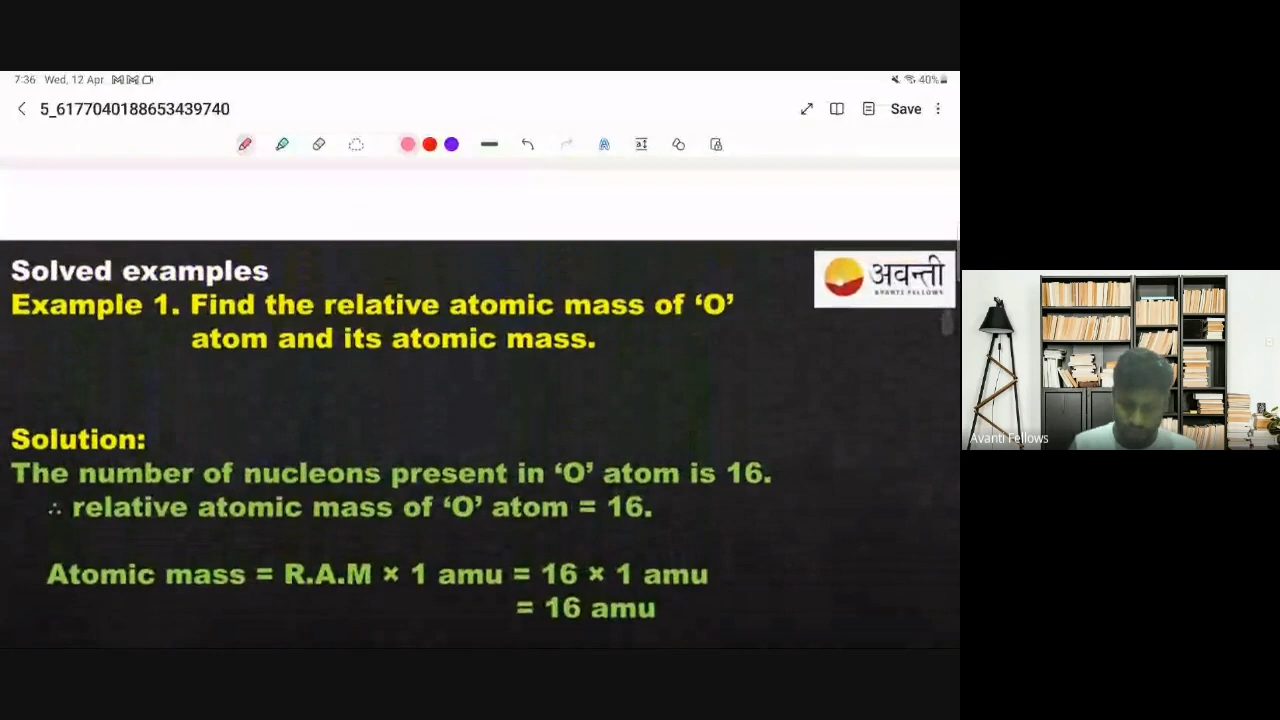 7:36 Wed, 12 Apr
40%
5_6177040188653439740
Save
Solved examples
Example 1. Find the relative atomic mass of ‘O’
atom and its atomic mass.
अवन्ती
AVANTI FELLOWS
Solution:
The number of nucleons present in ‘O’ atom is 16.
∴ relative atomic mass of ‘O’ atom = 16.
Atomic mass = R.A.M × 1 amu = 16 × 1 amu
= 16 amu
Avanti Fellows